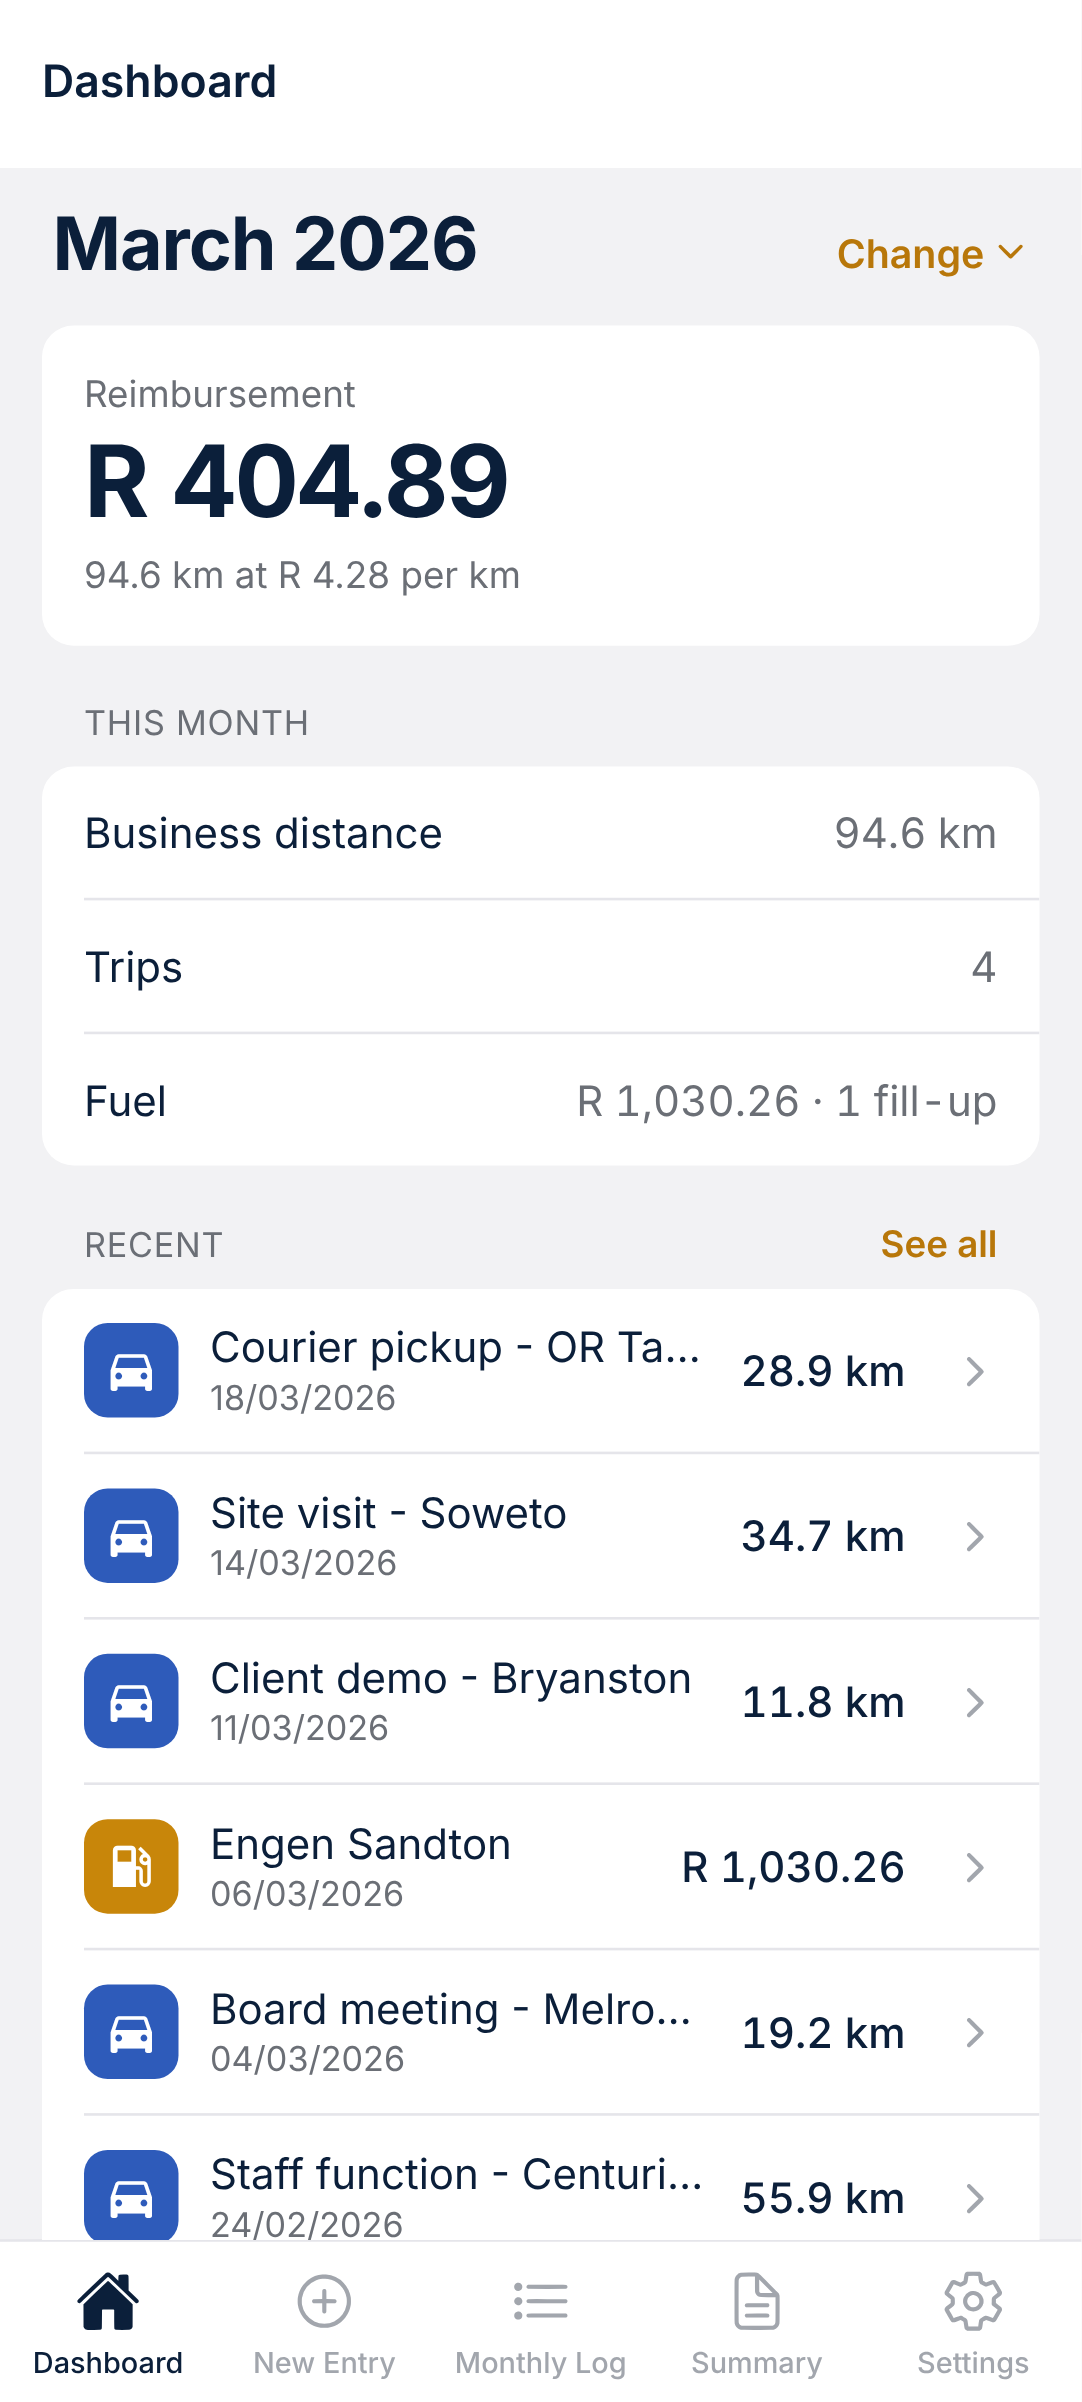 Dashboard
March 2026
Change
Reimbursement
R 404.89
94.6 km at R 4.28 per km
THIS MONTH
Business distance 94.6 km
Trips 4
Fuel R 1,030.26 · 1 fill-up
RECENT See all
Courier pickup - OR Ta...
18/03/2026
28.9 km
Site visit - Soweto
14/03/2026
34.7 km
Client demo - Bryanston
11/03/2026
11.8 km
Engen Sandton
06/03/2026
R 1,030.26
Board meeting - Melro...
04/03/2026
19.2 km
Staff function - Centuri...
24/02/2026
55.9 km
Dashboard New Entry Monthly Log Summary Settings